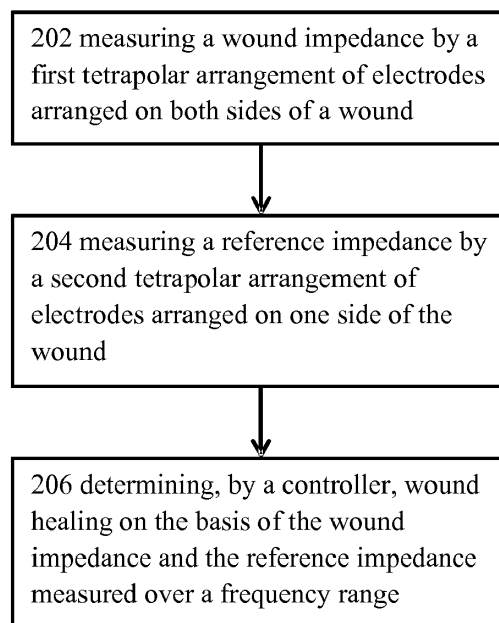 202 measuring a wound impedance by a
first tetrapolar arrangement of electrodes
arranged on both sides of a wound
204 measuring a reference impedance by
a second tetrapolar arrangement of
electrodes arranged on one side of the
wound
206 determining, by a controller, wound
healing on the basis of the wound
impedance and the reference impedance
measured over a frequency range